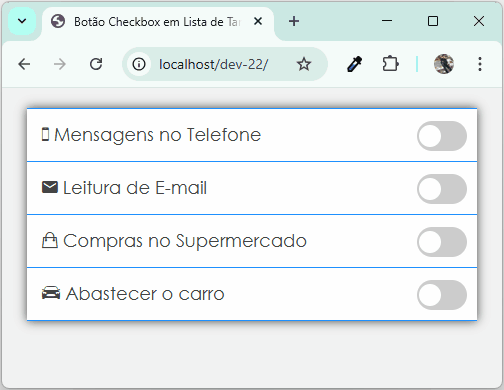 Botão Checkbox em Lista de Tar
localhost/dev-22/
Mensagens no Telefone
Leitura de E-mail
Compras no Supermercado
Abastecer o carro